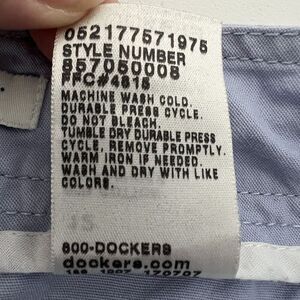 052177571975
STYLE NUMBER
857050008
PFC#4815
MACHINE WASH COLD.
DURABLE PRESS CYCLE.
DO NOT BLEACH.
TUMBLE DRY DURABLE PRESS
CYCLE, REMOVE PROMPTLY.
WARM IRON IF NEEDED.
WASH AND DRY WITH LIKE
COLORS.
800-DOCKERS
dockers.com